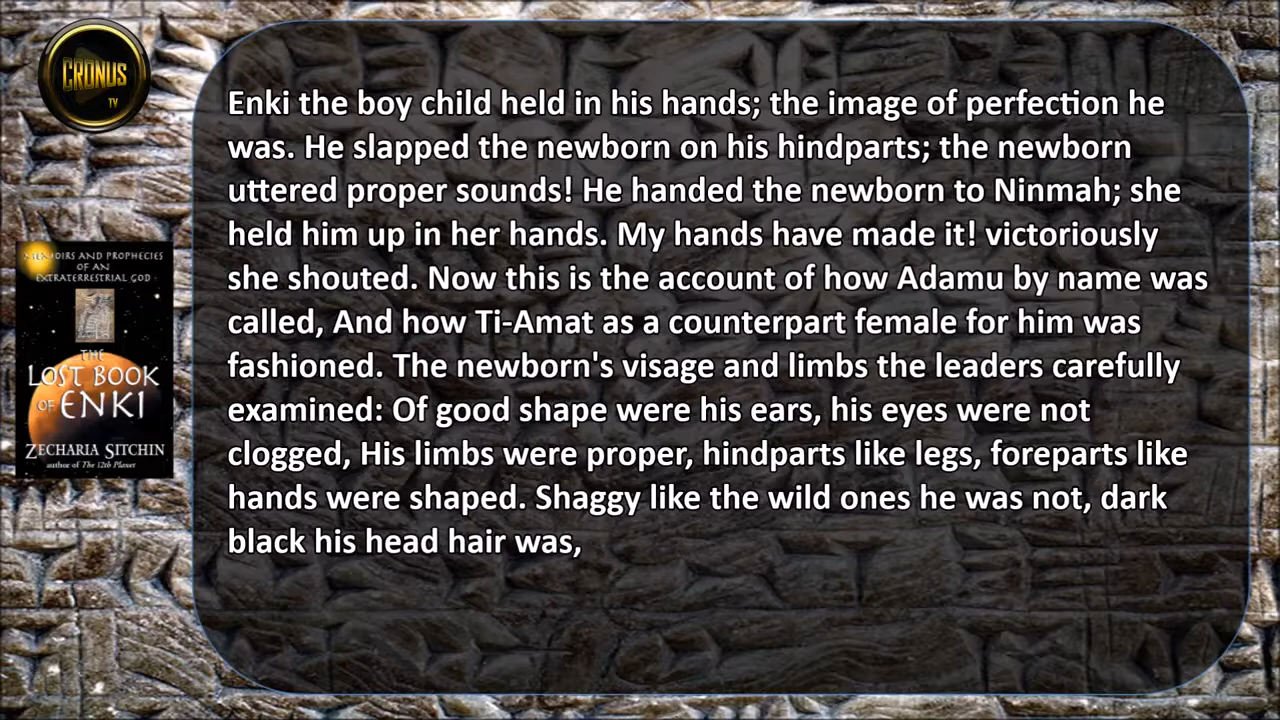 CRONUS
TV
Enki the boy child held in his hands; the image of perfection he
was. He slapped the newborn on his hindparts; the newborn
uttered proper sounds! He handed the newborn to Ninmah; she
held him up in her hands. My hands have made it! victoriously
she shouted. Now this is the account of how Adamu by name was
called, And how Ti-Amat as a counterpart female for him was
fashioned. The newborn's visage and limbs the leaders carefully
examined: Of good shape were his ears, his eyes were not
clogged, His limbs were proper, hindparts like legs, foreparts like
hands were shaped. Shaggy like the wild ones he was not, dark
black his head hair was,
MEMOIRS AND PROPHECIES
OF AN
EXTRATERRESTRIAL GOD
THE
LOST BOOK
OF ENKI
ZECHARIA SITCHIN
author of The 12th Planet